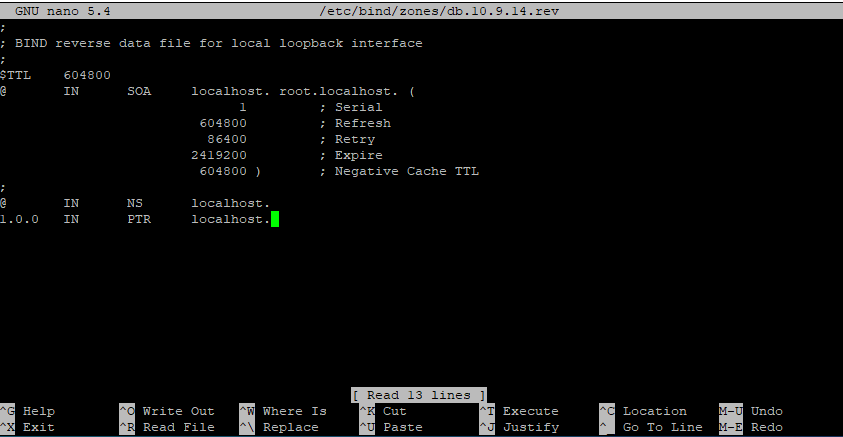 GNU nano 5.4 /etc/bind/zones/db.10.9.14.rev
;
; BIND reverse data file for local loopback interface
;
$TTL 604800
@ IN SOA localhost. root.localhost. (
1 ; Serial
604800 ; Refresh
86400 ; Retry
2419200 ; Expire
604800 ) ; Negative Cache TTL
;
@ IN NS localhost.
1.0.0 IN PTR localhost.
[ Read 13 lines ]
^G Help ^O Write Out ^W Where Is ^K Cut ^T Execute ^C Location M-U Undo
^X Exit ^R Read File ^\ Replace ^U Paste ^J Justify ^_ Go To Line M-E Redo